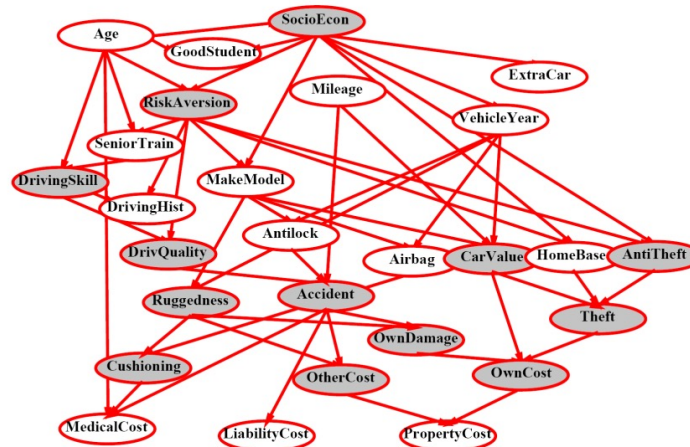 SocioEcon
Age
GoodStudent
ExtraCar
Mileage
RiskAversion
VehicleYear
SeniorTrain
DrivingSkill
MakeModel
DrivingHist
Antilock
DrivQuality
Airbag
CarValue
HomeBase
AntiTheft
Ruggedness
Accident
Theft
OwnDamage
Cushioning
OtherCost
OwnCost
MedicalCost
LiabilityCost
PropertyCost